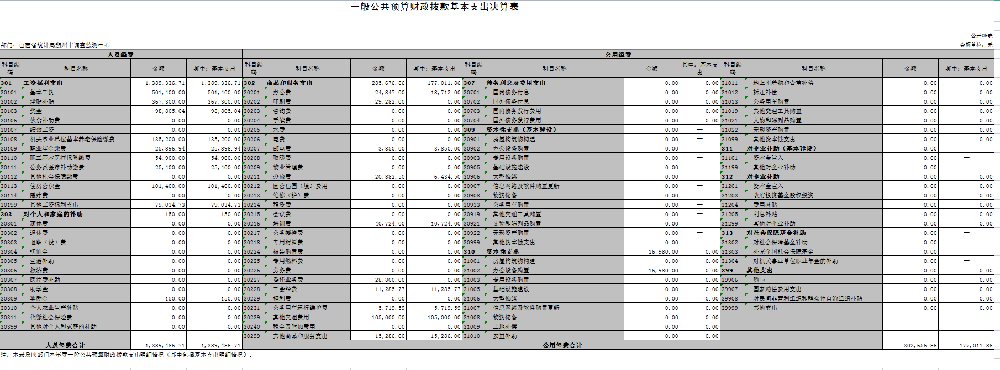 一般公共预算财政拨款基本支出决算表
公开06表
部门：山西省统计局朔州市调查监测中心 金额单位：元
人员经费 公用经费
科目编码 科目名称 金额 其中：基本支出 科目编码 科目名称 金额 其中：基本支出 科目编码 科目名称 金额 其中：基本支出 科目编码 科目名称 金额 其中：基本支出
301 工资福利支出 1,389,336.71 1,389,336.71 302 商品和服务支出 285,676.86 177,011.86 307 债务利息及费用支出 0.00 0.00 31011 地上附着物和青苗补偿 0.00 0.00
30101 基本工资 501,400.00 501,400.00 30201 办公费 24,847.00 18,712.00 30701 国内债务付息 0.00 0.00 31012 拆迁补偿 0.00 0.00
30102 津贴补贴 367,300.00 367,300.00 30202 印刷费 29,282.00 0.00 30702 国外债务付息 0.00 0.00 31013 公务用车购置 0.00 0.00
30103 奖金 98,805.04 98,805.04 30203 咨询费 0.00 0.00 30703 国内债务发行费用 0.00 0.00 31019 其他交通工具购置 0.00 0.00
30106 伙食补助费 0.00 0.00 30204 手续费 0.00 0.00 30704 国外债务发行费用 0.00 0.00 31021 文物和陈列品购置 0.00 0.00
30107 绩效工资 0.00 0.00 30205 水费 0.00 0.00 309 资本性支出（基本建设） 0.00 — 31022 无形资产购置 0.00 0.00
30108 机关事业单位基本养老保险缴费 135,200.00 135,200.00 30206 电费 0.00 0.00 30901 房屋构筑物构建 0.00 — 31099 其他资本性支出 0.00 0.00
30109 职业年金缴费 25,896.94 25,896.94 30207 邮电费 3,850.00 3,850.00 30902 办公设备购置 0.00 — 311 对企业补助（基本建设） 0.00 —
30110 职工基本医疗保险缴费 54,900.00 54,900.00 30208 取暖费 0.00 0.00 30903 专用设备购置 0.00 — 31101 资本金注入 0.00 —
30111 公务员医疗补助缴费 25,400.00 25,400.00 30209 物业管理费 0.00 0.00 30905 基础设施建设 0.00 — 31199 其他对企业补助 0.00 —
30112 其他社会保障缴费 0.00 0.00 30211 差旅费 20,882.50 6,434.50 30906 大型修缮 0.00 — 312 对企业补助 0.00 0.00
30113 住房公积金 101,400.00 101,400.00 30212 因公出国（境）费用 0.00 0.00 30907 信息网络及软件购置更新 0.00 — 31201 资本金注入 0.00 0.00
30114 医疗费 0.00 0.00 30213 维修（护）费 0.00 0.00 30908 物资储备 0.00 — 31203 政府投资基金股权投资 0.00 0.00
30199 其他工资福利支出 79,034.73 79,034.73 30214 租赁费 0.00 0.00 30913 公务用车购置 0.00 — 31204 费用补贴 0.00 0.00
303 对个人和家庭的补助 150.00 150.00 30215 会议费 0.00 0.00 30919 其他交通工具购置 0.00 — 31205 利息补贴 0.00 0.00
30301 离休费 0.00 0.00 30216 培训费 40,724.00 10,724.00 30921 文物和陈列品购置 0.00 — 31299 其他对企业补助 0.00 0.00
30302 退休费 0.00 0.00 30217 公务接待费 0.00 0.00 30922 无形资产购置 0.00 — 313 对社会保障基金补助 0.00 —
30303 退职（役）费 0.00 0.00 30218 专用材料费 0.00 0.00 30999 其他资本性支出 0.00 — 31302 对社会保障基金补助 0.00 —
30304 抚恤金 0.00 0.00 30224 被装购置费 0.00 0.00 310 资本性支出 16,980.00 0.00 31303 补充全国社会保障基金 0.00 —
30305 生活补助 0.00 0.00 30225 专用燃料费 0.00 0.00 31001 房屋构筑物构建 0.00 0.00 31304 对机关事业单位职业年金的补助 0.00 —
30306 救济费 0.00 0.00 30226 劳务费 0.00 0.00 31002 办公设备购置 16,980.00 0.00 399 其他支出 0.00 0.00
30307 医疗费补助 0.00 0.00 30227 委托业务费 28,800.00 0.00 31003 专用设备购置 0.00 0.00 39906 赠与 0.00 0.00
30308 助学金 0.00 0.00 30228 工会经费 11,285.77 11,285.77 31005 基础设施建设 0.00 0.00 39907 国家赔偿费用支出 0.00 0.00
30309 奖励金 150.00 150.00 30229 福利费 0.00 0.00 31006 大型修缮 0.00 0.00 39908 对民间非营利组织和群众性自治组织补贴 0.00 0.00
30310 个人农业生产补贴 0.00 0.00 30231 公务用车运行维护费 5,719.59 5,719.59 31007 信息网络及软件购置更新 0.00 0.00 39999 其他支出 0.00 0.00
30311 代缴社会保险费 0.00 0.00 30239 其他交通费用 105,000.00 105,000.00 31008 物资储备 0.00 0.00
30399 其他对个人和家庭的补助 0.00 0.00 30240 税金及附加费用 0.00 0.00 31009 土地补偿 0.00 0.00
30299 其他商品和服务支出 15,286.00 15,286.00 31010 安置补助 0.00 0.00
人员经费合计 1,389,486.71 1,389,486.71 公用经费合计 302,656.86 177,011.86
注：本表反映部门本年度一般公共预算财政拨款支出明细情况（其中包括基本支出明细情况）。